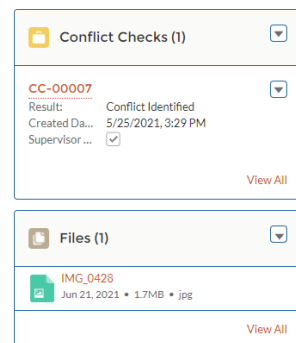 Conflict Checks (1)
CC-00007
Result: Conflict Identified
Created Da... 5/25/2021, 3:29 PM
Supervisor ...
View All
Files (1)
IMG_0428
Jun 21, 2021 • 1.7MB • jpg
View All